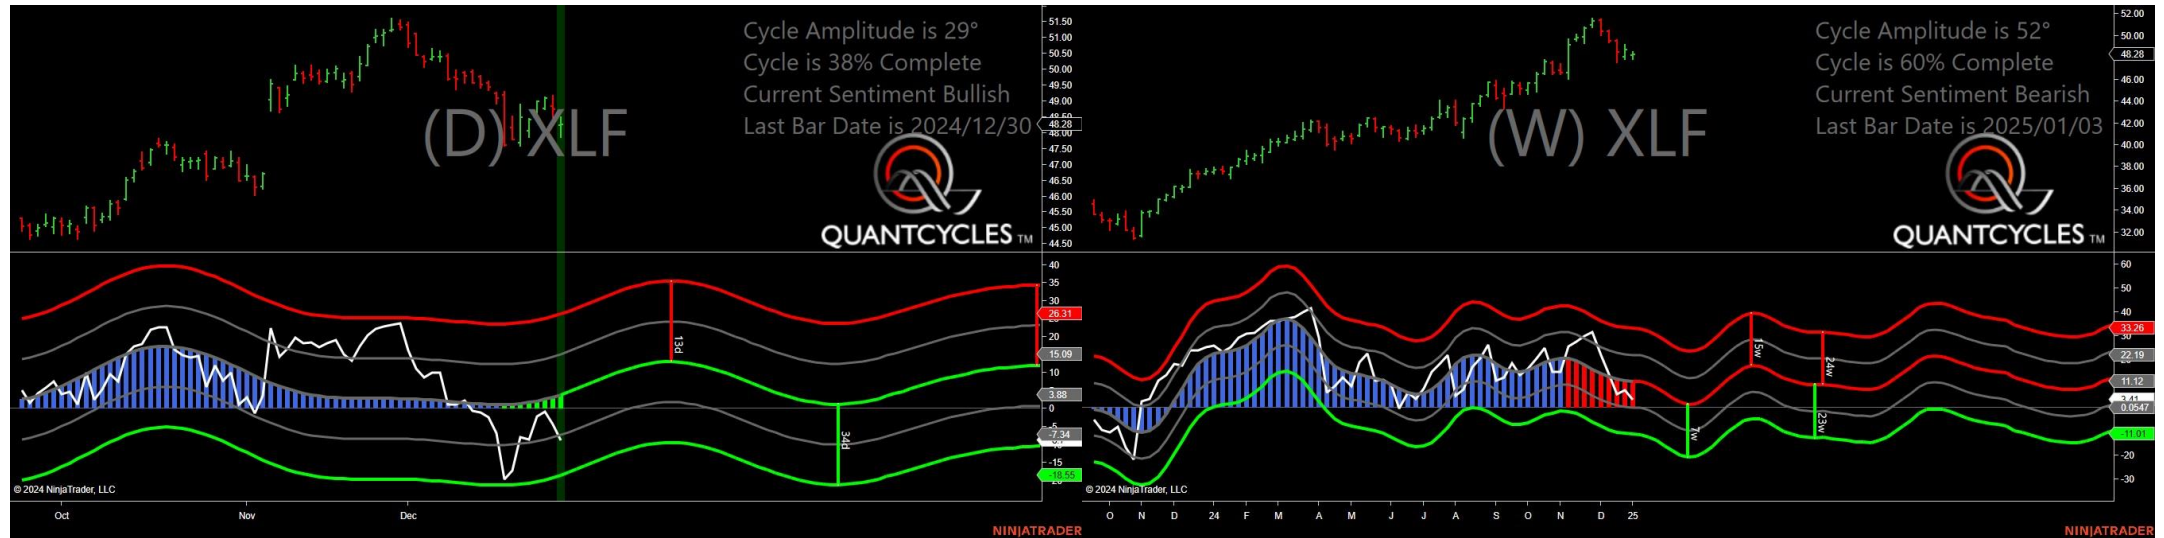 Cycle Amplitude is 29°
Cycle is 38% Complete
Current Sentiment Bullish
Last Bar Date is 2024/12/30
(D) XLF
QUANTCYCLES TM
51.50
51.00
50.50
50.00
49.50
49.00
48.50
48.28
48.00
47.50
47.00
46.50
46.00
45.50
45.00
44.50
40
35
30
26.31
20
15.09
10
3.88
0
-7.34
-15
-18.55
13d
34d
© 2024 NinjaTrader, LLC
Oct
Nov
Dec
NINJATRADER
Cycle Amplitude is 52°
Cycle is 60% Complete
Current Sentiment Bearish
Last Bar Date is 2025/01/03
(W) XLF
QUANTCYCLES TM
52.00
50.00
48.28
46.00
44.00
42.00
40.00
38.00
36.00
34.00
32.00
60
50
40
33.26
30
22.19
11.12
3.41
0.0547
-11.01
-20
-30
15w
24w
7w
23w
© 2024 NinjaTrader, LLC
O N D 24 F M A M J J A S O N D 25
NINJATRADER